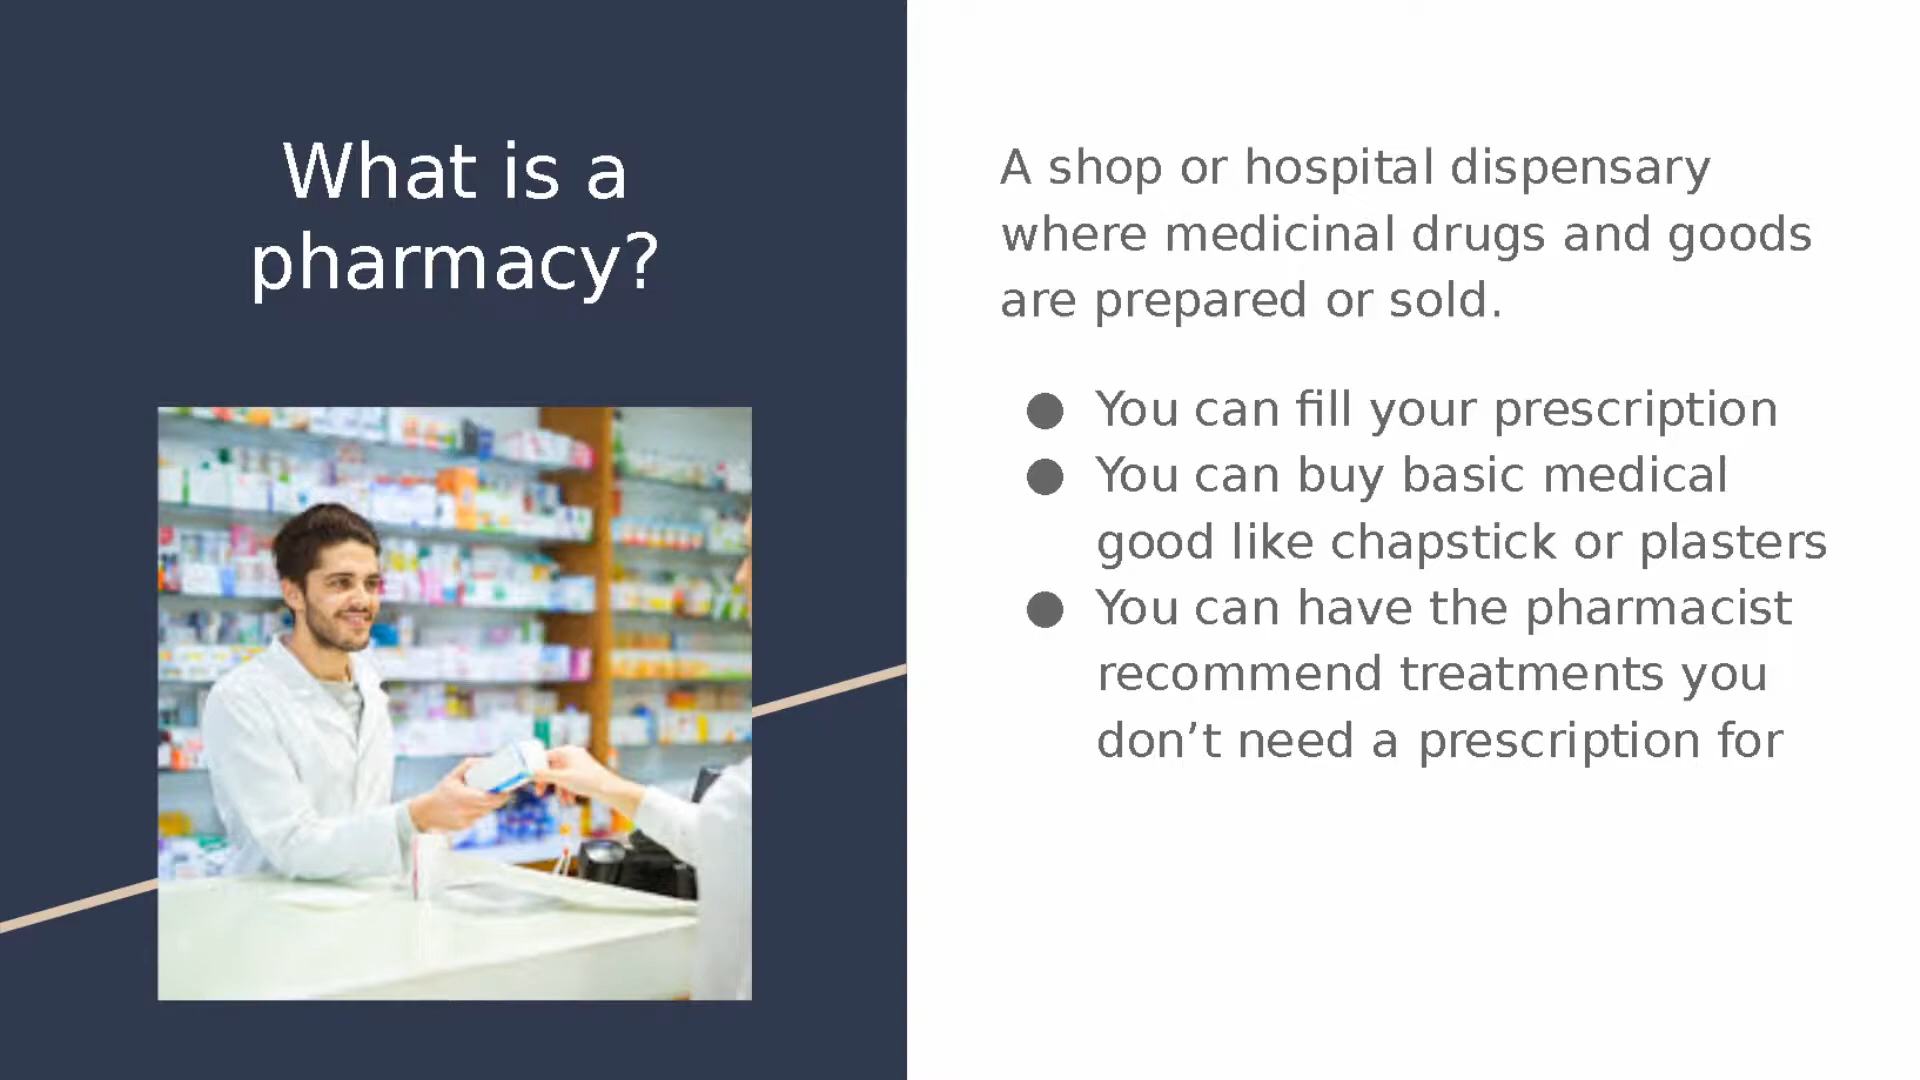 What is a
pharmacy?
A shop or hospital dispensary
where medicinal drugs and goods
are prepared or sold.
● You can fill your prescription
● You can buy basic medical
good like chapstick or plasters
● You can have the pharmacist
recommend treatments you
don’t need a prescription for